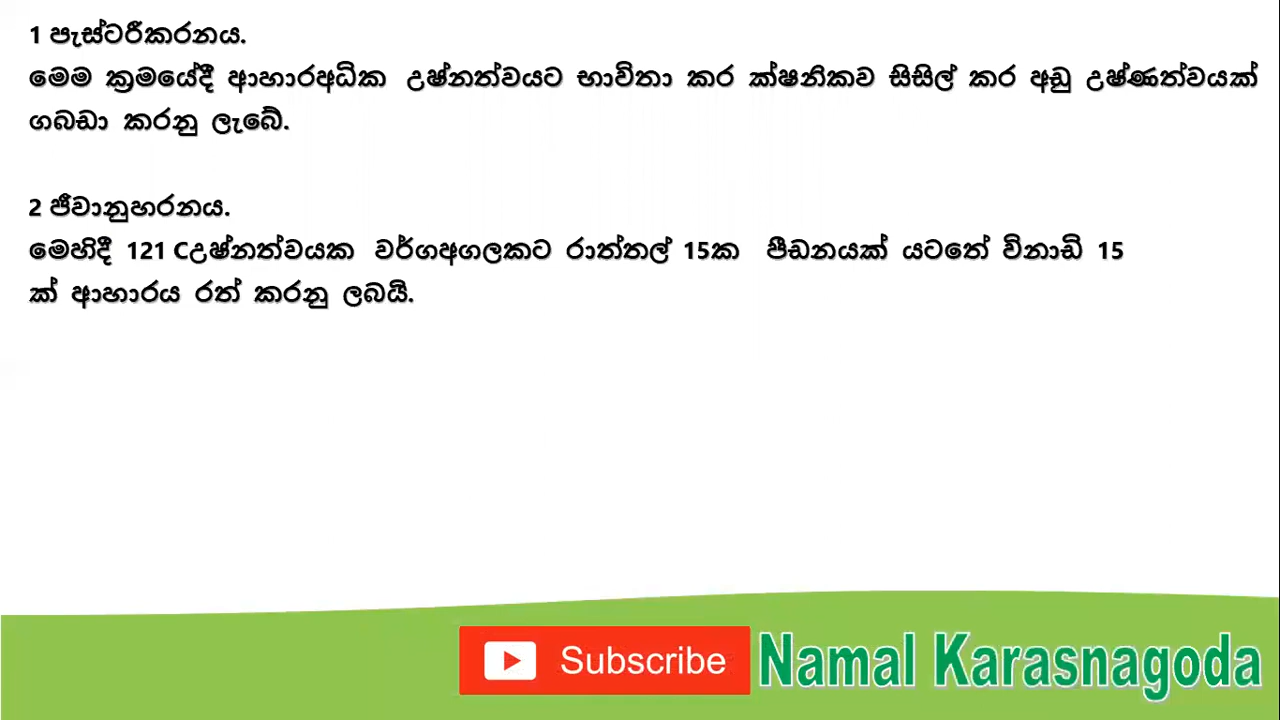 1 පැස්ටරීකරනය.
මෙම ක්‍රමයේදී ආහාරඅධික උෂ්නත්වයට භාවිතා කර ක්ෂනිකව සිසිල් කර අඩු උෂ්ණත්වයක්
ගබඩා කරනු ලැබේ.
2 ජීවානුහරනය.
මෙහිදී 121 Cඋෂ්නත්වයක වර්ගඅගලකට රාත්තල් 15ක පීඩනයක් යටතේ විනාඩි 15
ක් ආහාරය රත් කරනු ලබයි.
Subscribe Namal Karasnagoda